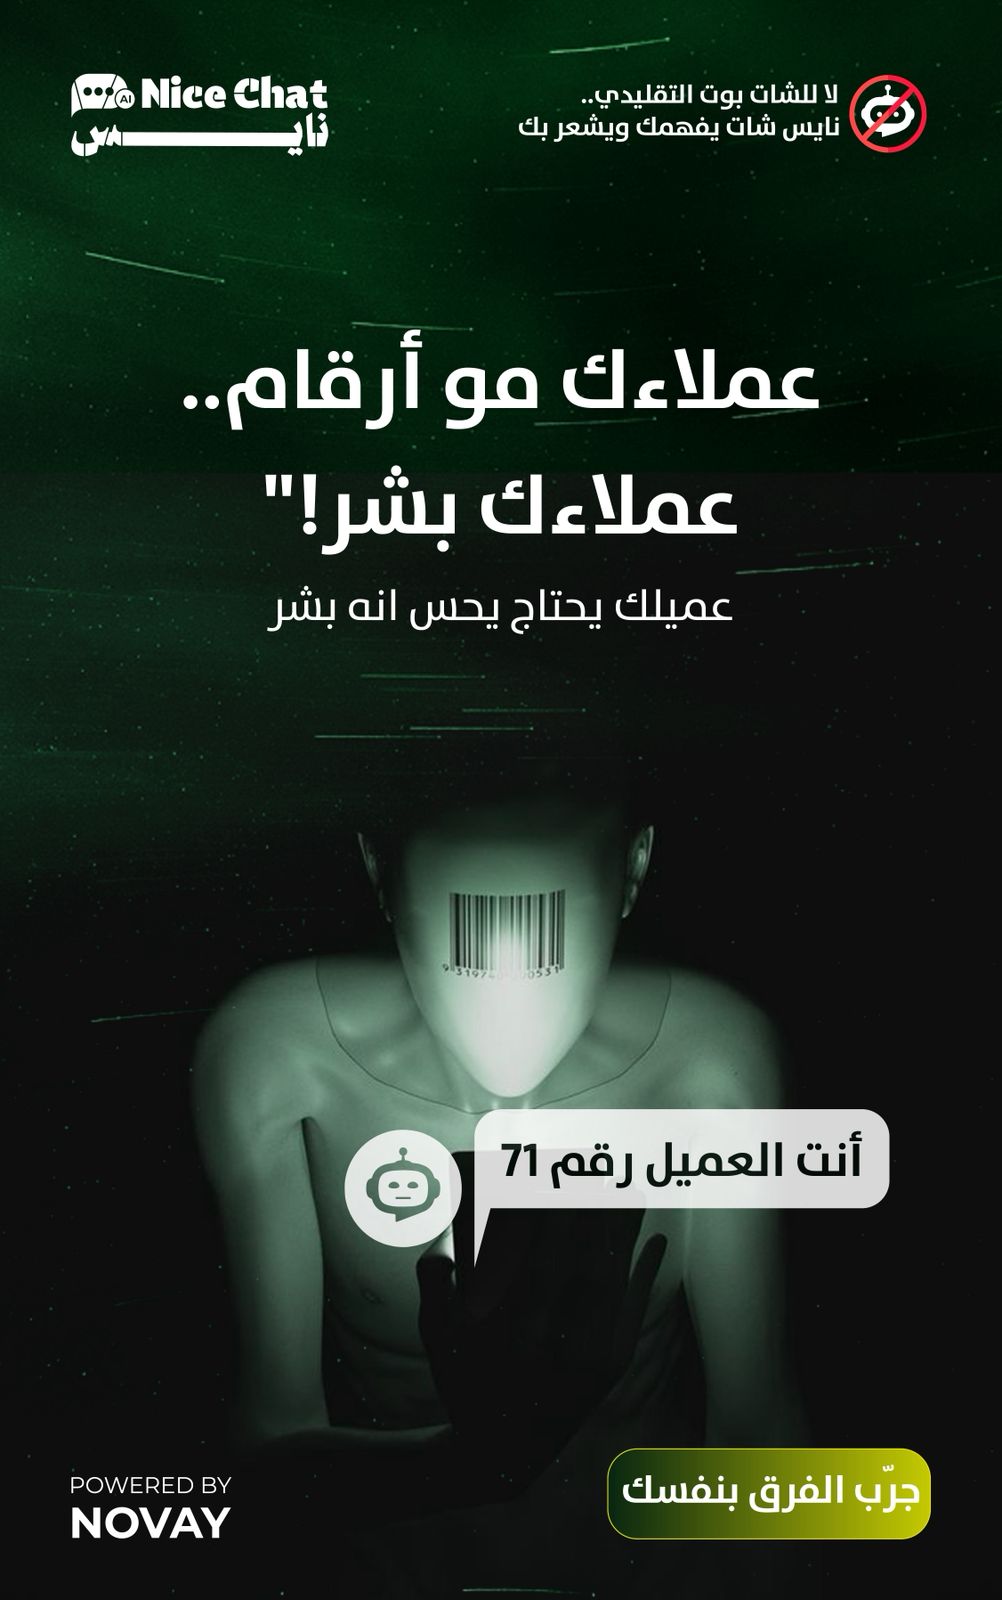 Nice Chat
AI
نايس
لا للشات بوت التقليدي..
نايس شات يفهمك ويشعر بك
عملاءك مو أرقام..
عملاءك بشر!"
عميلك يحتاج يحس انه بشر
أنت العميل رقم 71
جرّب الفرق بنفسك
POWERED BY
NOVAY